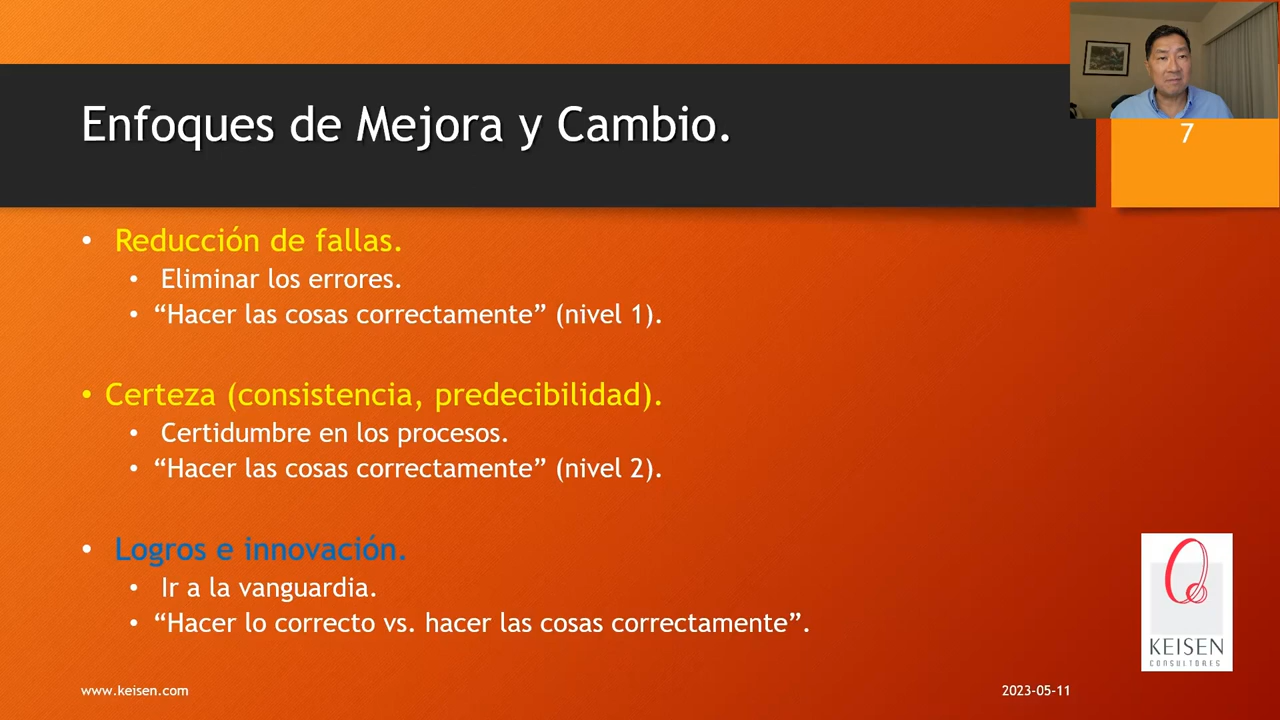 Enfoques de Mejora y Cambio.
7
• Reducción de fallas.
• Eliminar los errores.
• “Hacer las cosas correctamente” (nivel 1).
• Certeza (consistencia, predecibilidad).
• Certidumbre en los procesos.
• “Hacer las cosas correctamente” (nivel 2).
• Logros e innovación.
• Ir a la vanguardia.
• “Hacer lo correcto vs. hacer las cosas correctamente”.
KEISEN
CONSULTORES
www.keisen.com
2023-05-11